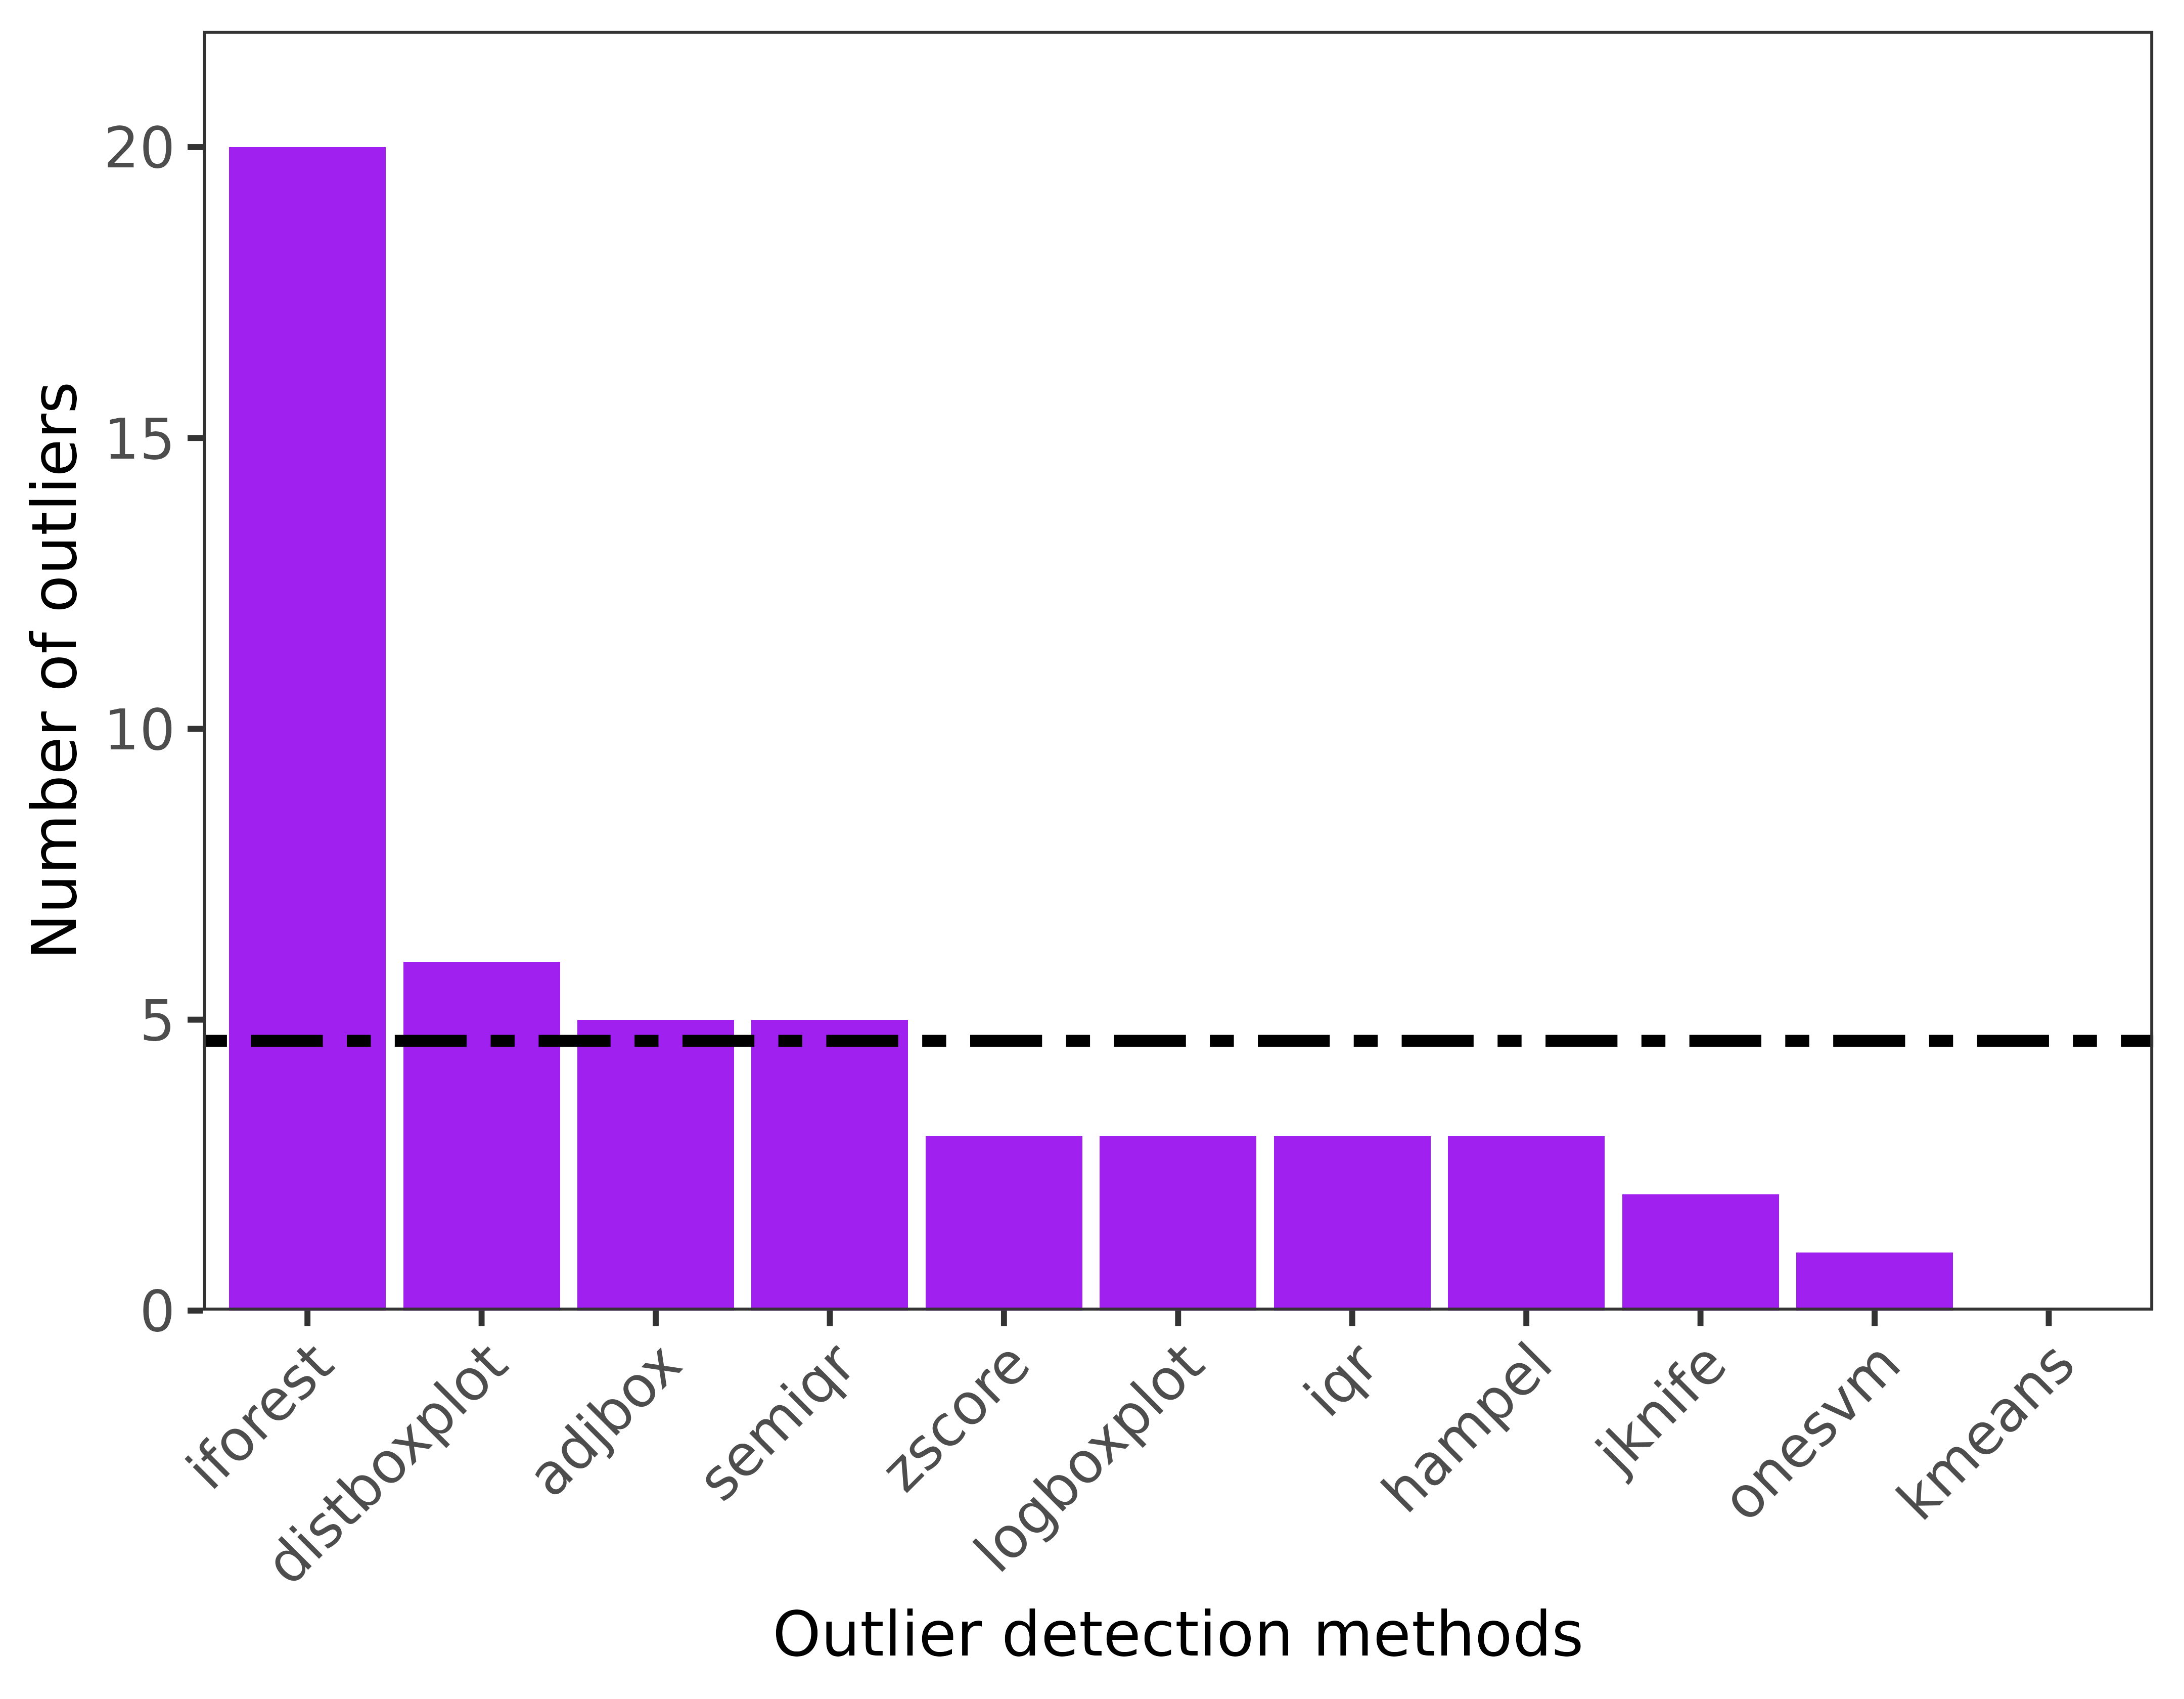 Number of outliers
20
15
10
5
0
iforest
distboxplot
adjbox
semiqr
zscore
logboxplot
iqr
hampel
jknife
onesvm
kmeans
Outlier detection methods